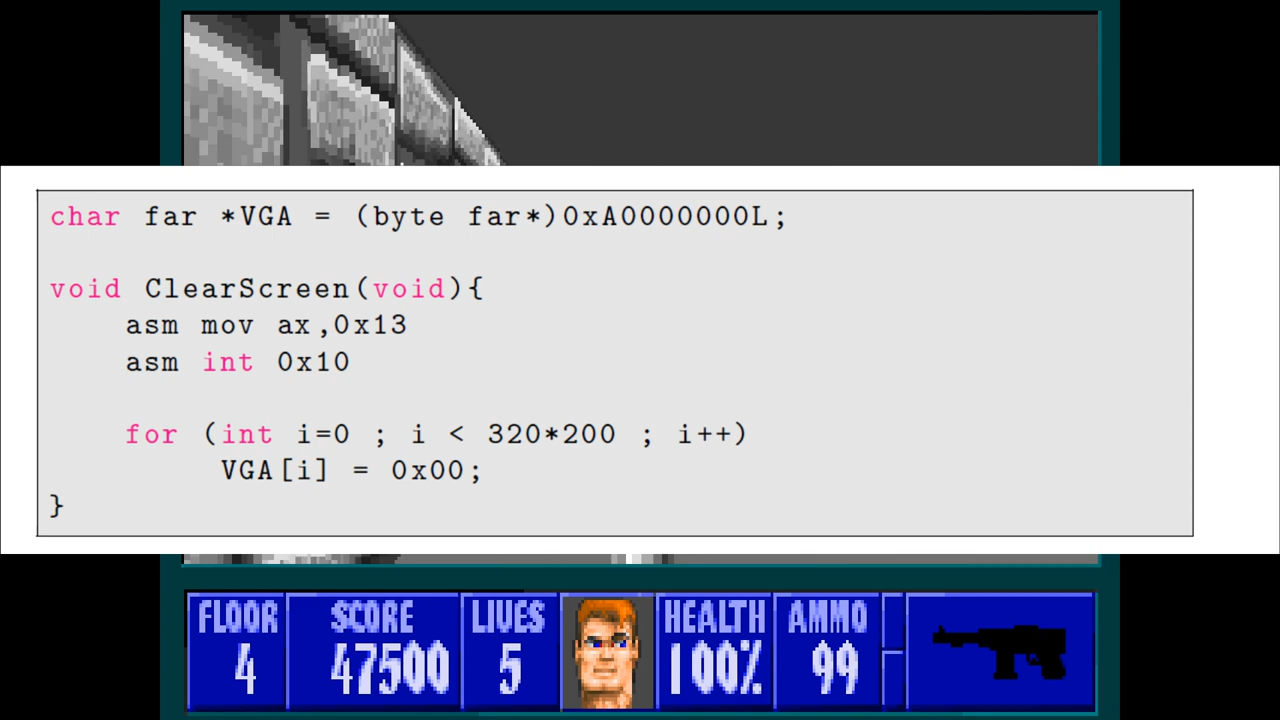 char far *VGA = (byte far*)0xA0000000L;
void ClearScreen(void){
asm mov ax,0x13
asm int 0x10
for (int i=0 ; i < 320*200 ; i++)
VGA[i] = 0x00;
}
FLOOR SCORE LIVES HEALTH AMMO
4 47500 5 100% 99